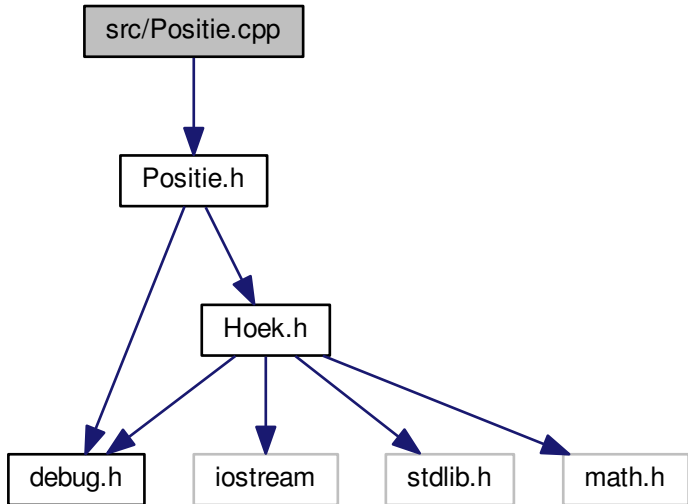 src/Positie.cpp
Positie.h
Hoek.h
debug.h
iostream
stdlib.h
math.h